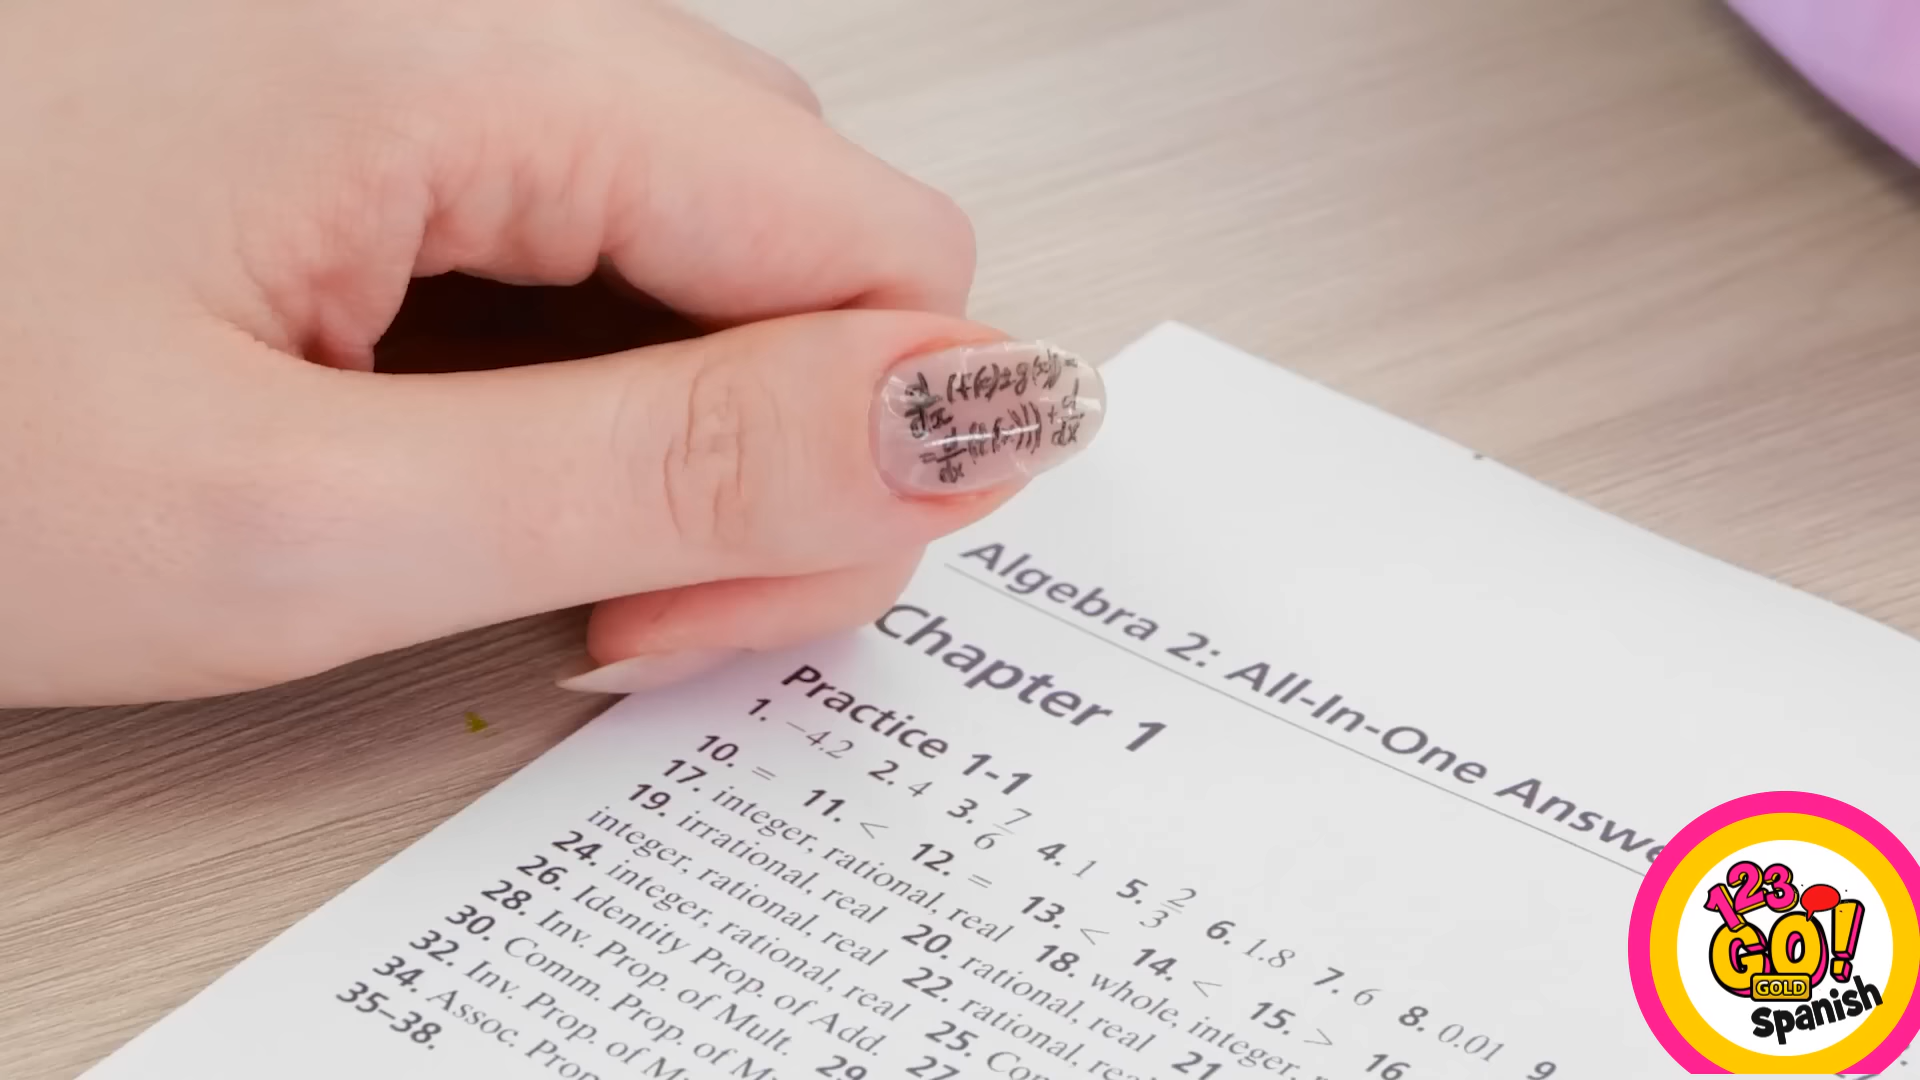 (f(x)±g(x))=
Algebra 2: All-In-One Answe
Chapter 1
Practice 1-1
1. −4.2 2. 4 3. 7/6 4. 1 5. 2/3 6. 1.8 7. 6 8. 0.01 9
10. = 11. < 12. = 13. < 14. < 15. > 16
17. integer, rational, real 18. whole, integer, r
19. irrational, real 20. rational, real 21
integer, rational, real 22. rational, rea
24. integer, rational, real 25. Co
26. Identity Prop. of Add. 27
28. Inv. Prop. of Mult. 29
30. Comm. Prop. of M
32. Inv. Prop. of M
34. Assoc. Prop
35–38.
123
GO!
GOLD
Spanish